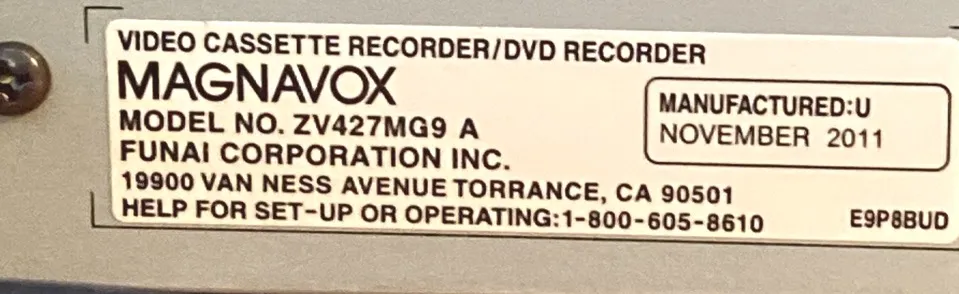 VIDEO CASSETTE RECORDER/DVD RECORDER
MAGNAVOX
MODEL NO. ZV427MG9 A
FUNAI CORPORATION INC.
19900 VAN NESS AVENUE TORRANCE, CA 90501
HELP FOR SET-UP OR OPERATING:1-800-605-8610
MANUFACTURED:U
NOVEMBER 2011
E9P8BUD